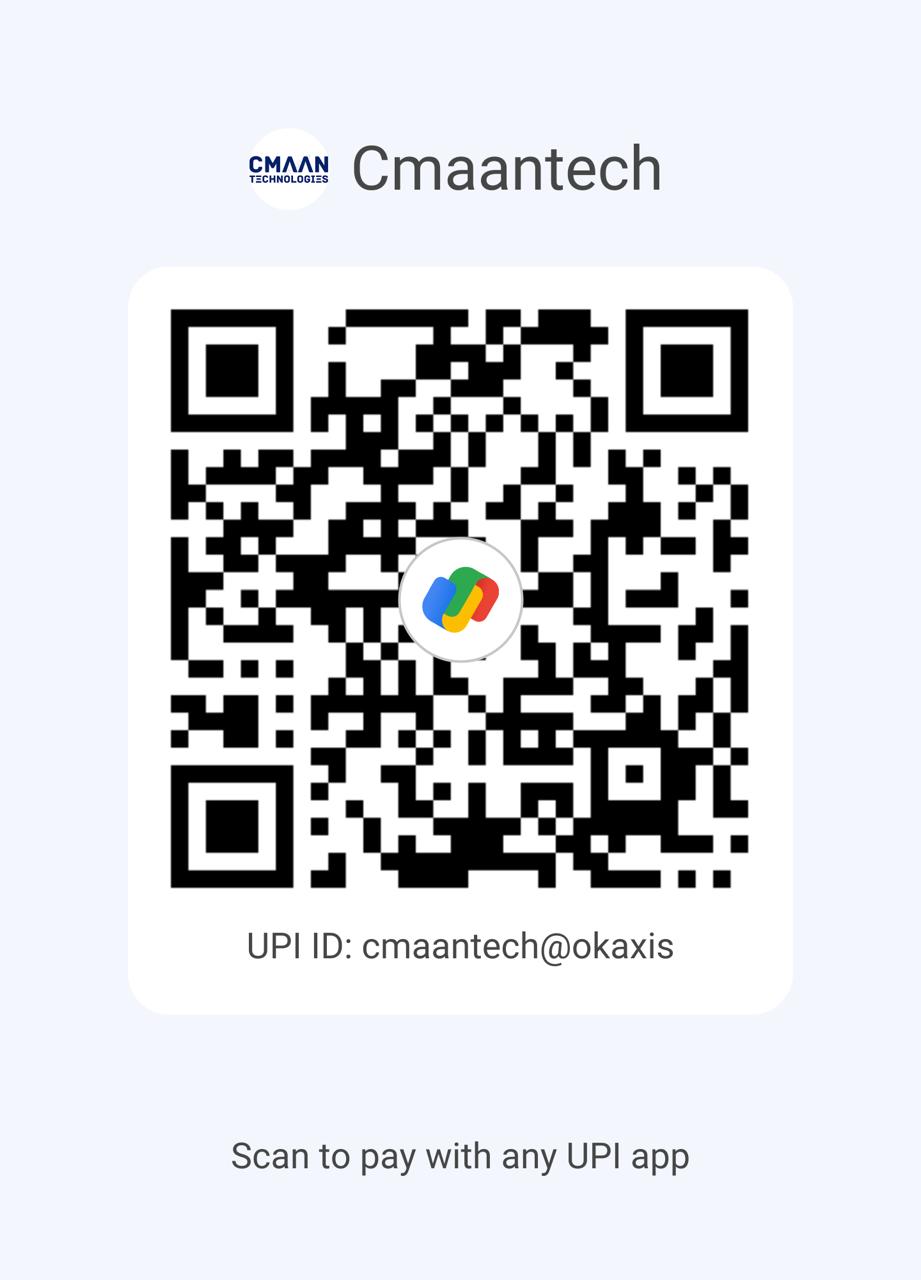 CMAAN
TECHNOLOGIES
Cmaantech
UPI ID: cmaantech@okaxis
Scan to pay with any UPI app